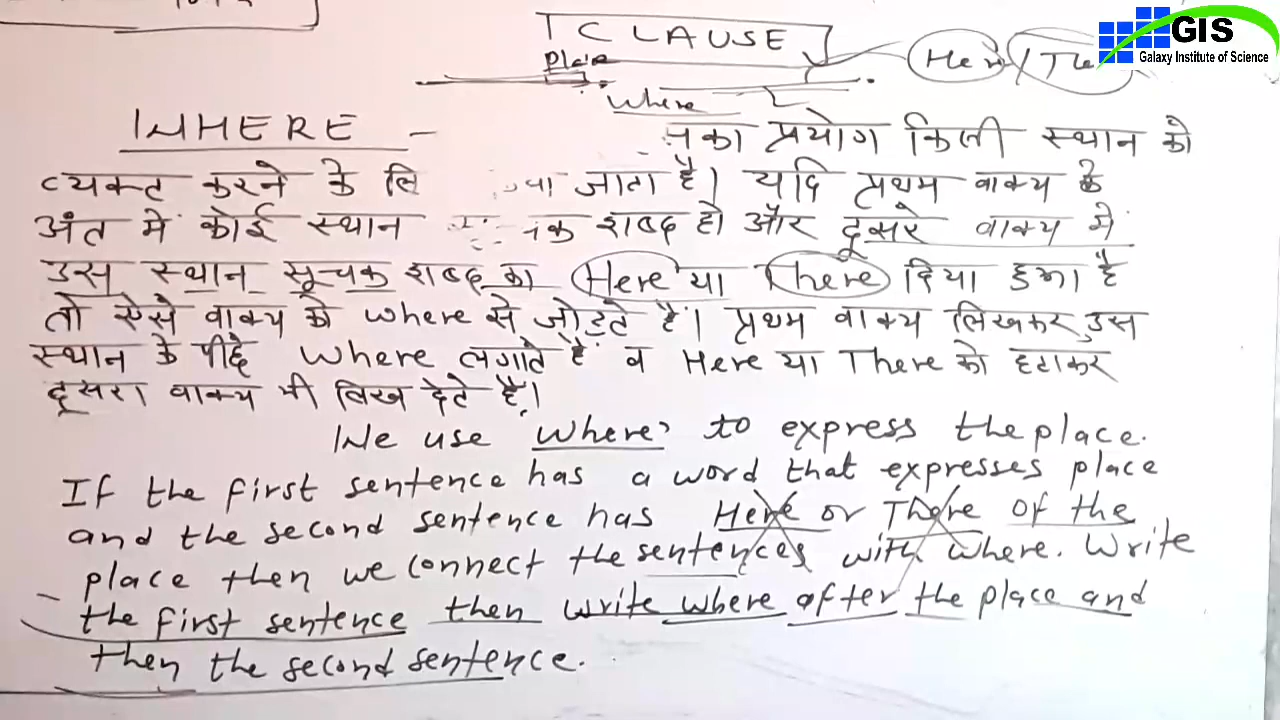 GIS
Galaxy Institute of Science
CLAUSE
Place
Here/The
Where
WHERE - का प्रयोग किसी स्थान को
व्यक्त करने के लि जाता है। यदि प्रथम वाक्य के
अंत में कोई स्थान शब्द हो और दूसरे वाक्य में
उस स्थान सूचक शब्द का Here या There दिया हुआ है
तो ऐसे वाक्य को where से जोड़ते हैं। प्रथम वाक्य लिखकर उस
स्थान के पीछे Where लगाते हैं व Here या There को हटाकर
दूसरा वाक्य भी लिख देते हैं।
We use Where' to express the place.
If the first sentence has a word that expresses place
and the second sentence has Here or There of the
place then we connect the sentences with where. Write
the first sentence then write where after the place and
then the second sentence.